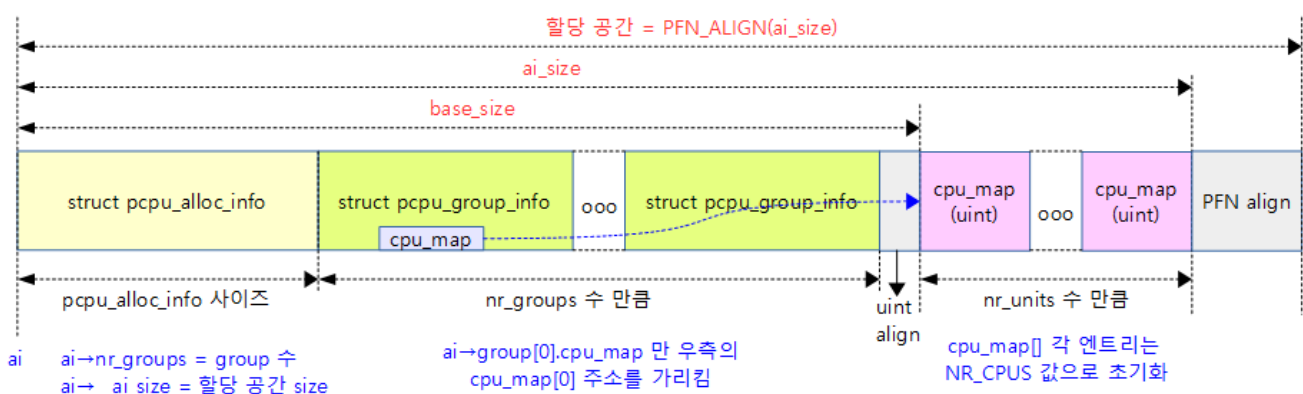 할당 공간 = PFN_ALIGN(ai_size)
ai_size
base_size
struct pcpu_alloc_info
struct pcpu_group_info
cpu_map
ooo
struct pcpu_group_info
cpu_map
(uint)
ooo
cpu_map
(uint)
PFN align
pcpu_alloc_info 사이즈
nr_groups 수 만큼
uint
align
nr_units 수 만큼
ai
ai→nr_groups = group 수
ai→ ai size = 할당 공간 size
ai→group[0].cpu_map 만 우측의
cpu_map[0] 주소를 가리킴
cpu_map[] 각 엔트리는
NR_CPUS 값으로 초기화